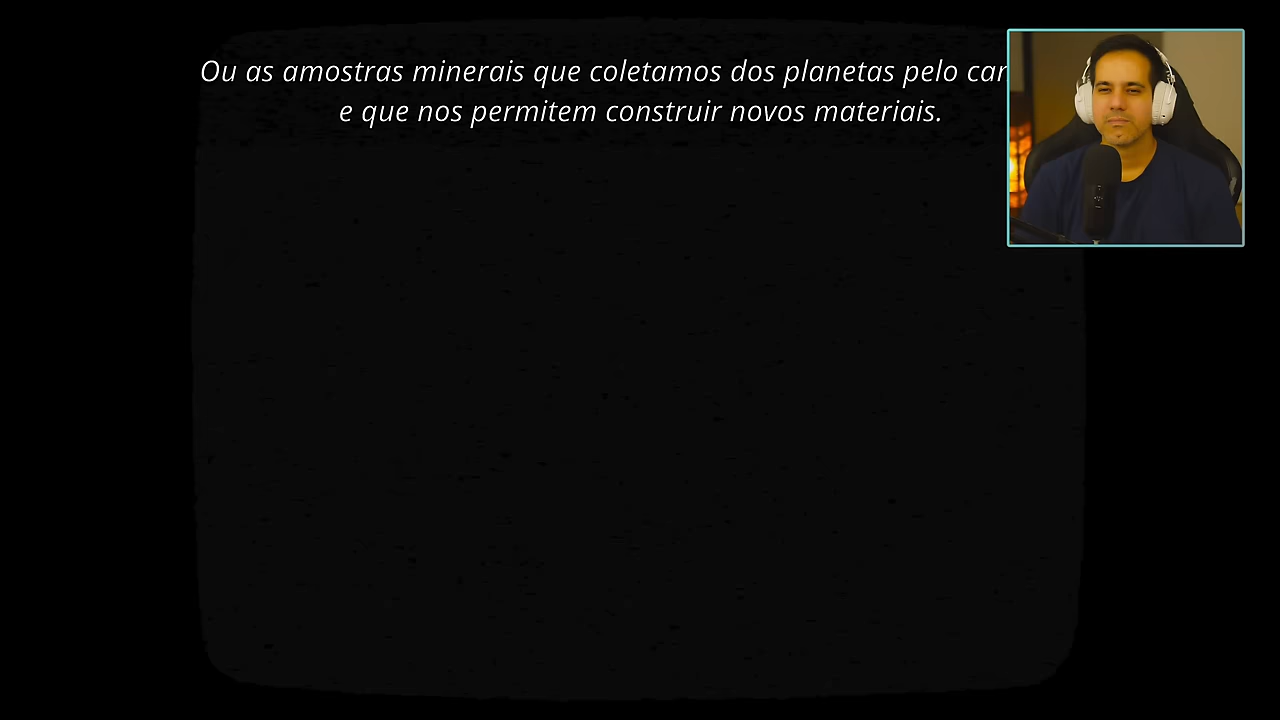 Ou as amostras minerais que coletamos dos planetas pelo
e que nos permitem construir novos materiais.